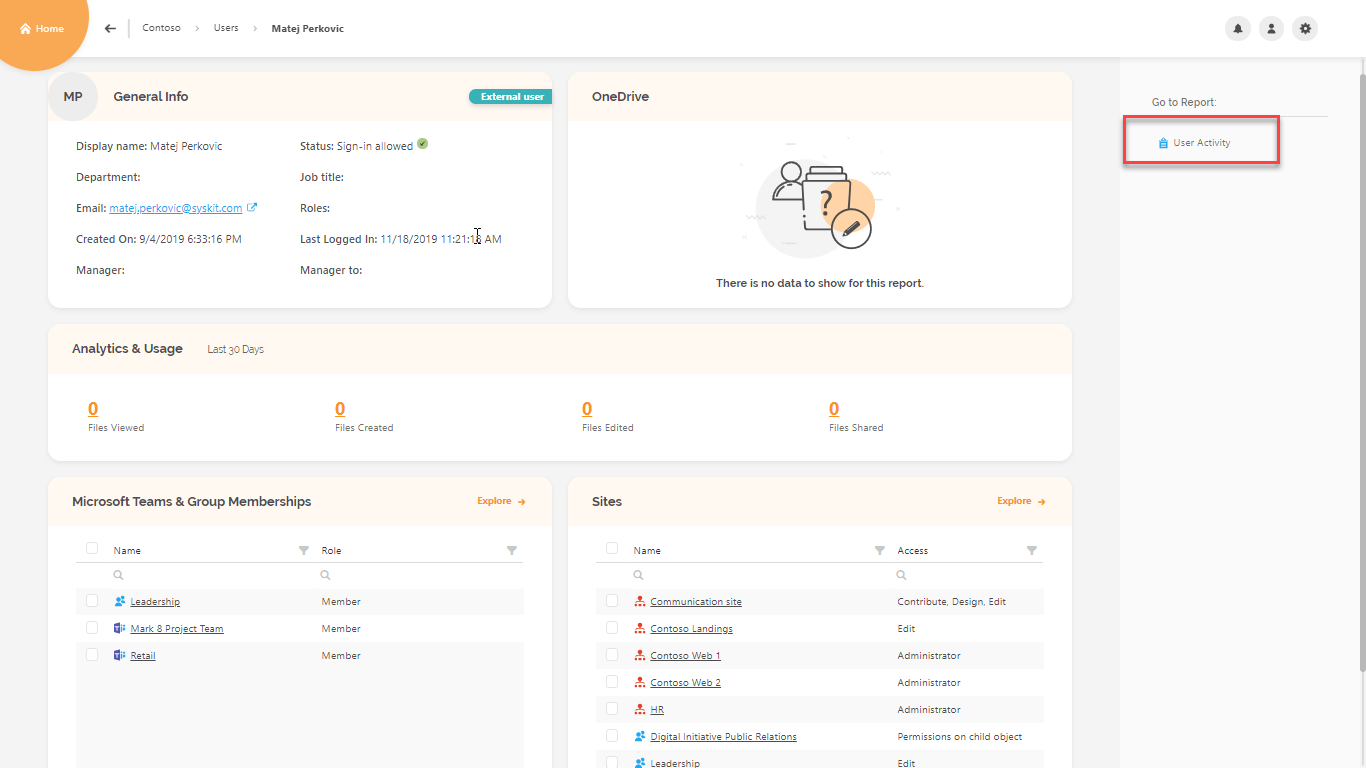 Home
Contoso > Users > Matej Perkovic
MP General Info External user
Display name: Matej Perkovic Status: Sign-in allowed
Department: Job title:
Email: matej.perkovic@syskit.com Roles:
Created On: 9/4/2019 6:33:16 PM Last Logged In: 11/18/2019 11:21:18 AM
Manager: Manager to:
OneDrive
?
There is no data to show for this report.
Go to Report:
User Activity
Analytics & Usage Last 30 Days
0 0 0 0
Files Viewed Files Created Files Edited Files Shared
Microsoft Teams & Group Memberships Explore →
Name Role
Leadership Member
Mark 8 Project Team Member
Retail Member
Sites Explore →
Name Access
Communication site Contribute, Design, Edit
Contoso Landings Edit
Contoso Web 1 Administrator
Contoso Web 2 Administrator
HR Administrator
Digital Initiative Public Relations Permissions on child object
Leadership Edit